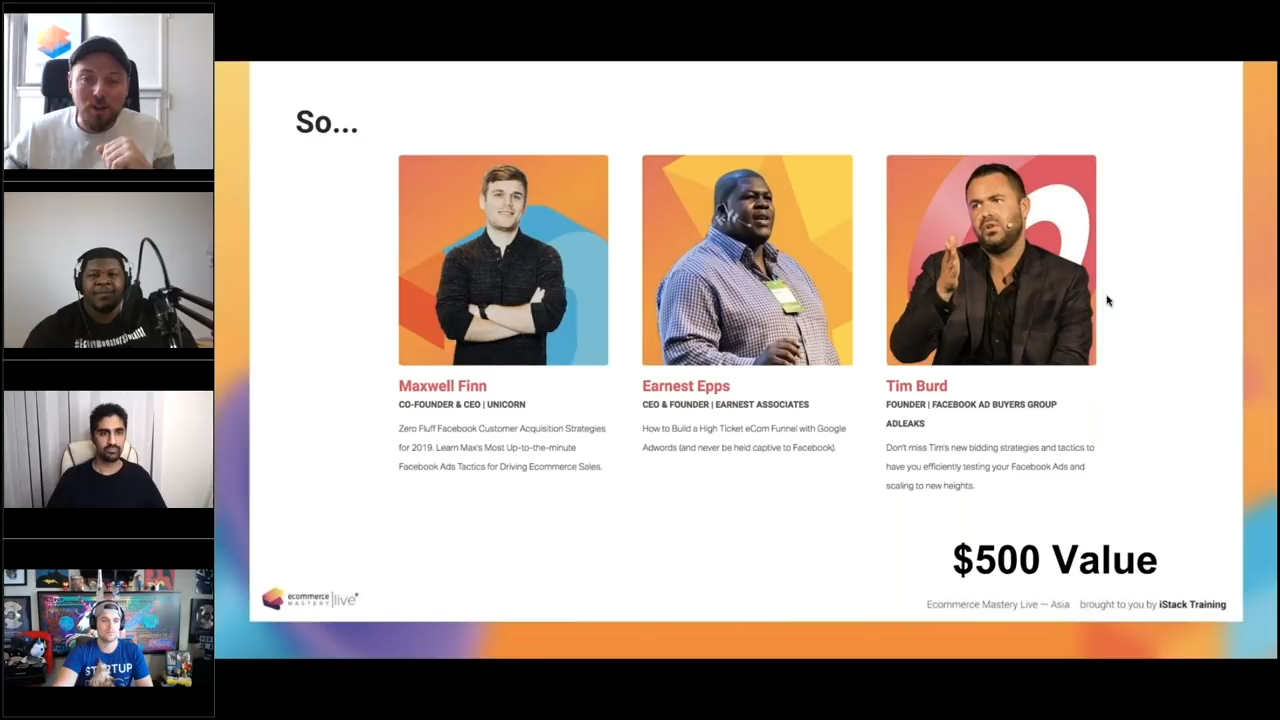 So...
Maxwell Finn
CO-FOUNDER & CEO | UNICORN
Zero Fluff Facebook Customer Acquisition Strategies
for 2019. Learn Max's Most Up-to-the-minute
Facebook Ads Tactics for Driving Ecommerce Sales.
Earnest Epps
CEO & FOUNDER | EARNEST ASSOCIATES
How to Build a High Ticket eCom Funnel with Google
Adwords (and never be held captive to Facebook).
Tim Burd
FOUNDER | FACEBOOK AD BUYERS GROUP
ADLEAKS
Don't miss Tim's new bidding strategies and tactics to
have you efficiently testing your Facebook Ads and
scaling to new heights.
$500 Value
ecommerce
MASTERY live
Ecommerce Mastery Live — Asia brought to you by iStack Training
STARTUP